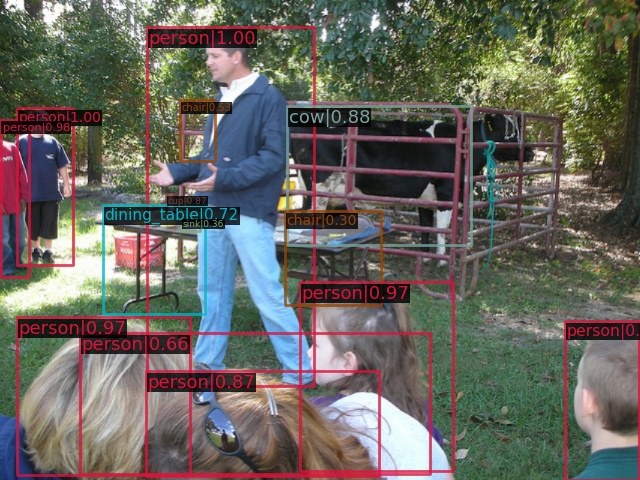 person|1.00
chair|0.53
cow|0.88
person|1.00
person|0.98
cup|0.87
dining_table|0.72
sink|0.36
chair|0.30
person|0.97
person|0.97
person|0.
person|0.66
person|0.87